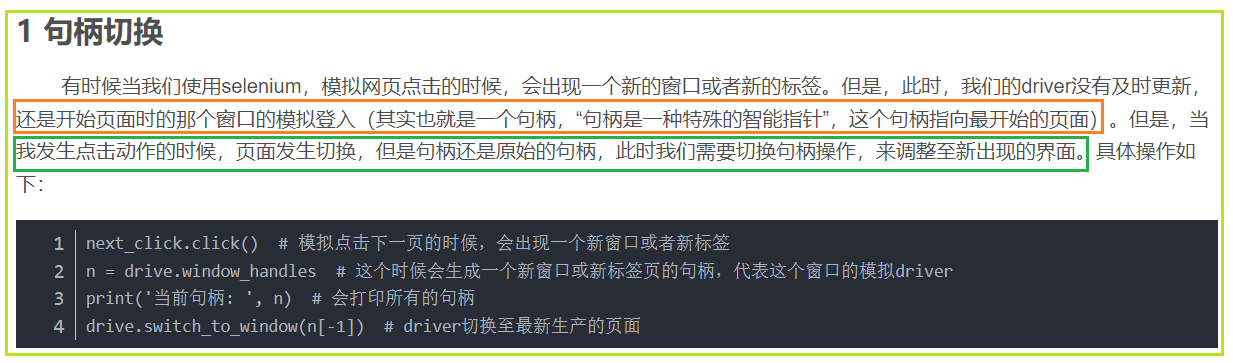 1 句柄切换
有时候当我们使用selenium，模拟网页点击的时候，会出现一个新的窗口或者新的标签。但是，此时，我们的driver没有及时更新，
还是开始页面时的那个窗口的模拟登入（其实也就是一个句柄，“句柄是一种特殊的智能指针”，这个句柄指向最开始的页面）。但是，当
我发生点击动作的时候，页面发生切换，但是句柄还是原始的句柄，此时我们需要切换句柄操作，来调整至新出现的界面。具体操作如
下：
1 next_click.click()  # 模拟点击下一页的时候，会出现一个新窗口或者新标签
2 n = drive.window_handles  # 这个时候会生成一个新窗口或新标签页的句柄，代表这个窗口的模拟driver
3 print('当前句柄: ', n)  # 会打印所有的句柄
4 drive.switch_to_window(n[-1])  # driver切换至最新生产的页面